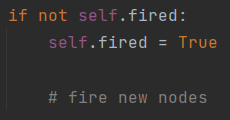 if not self.fired:
    self.fired = True
    # fire new nodes